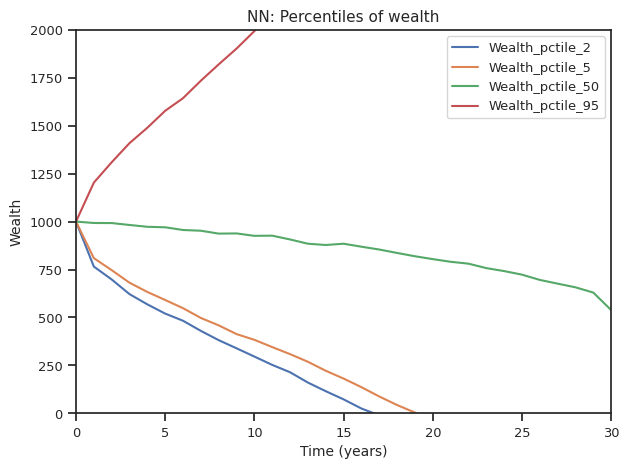 NN: Percentiles of wealth
Wealth_pctile_2
Wealth_pctile_5
Wealth_pctile_50
Wealth_pctile_95
Wealth
2000
1750
1500
1250
1000
750
500
250
0
0 5 10 15 20 25 30
Time (years)